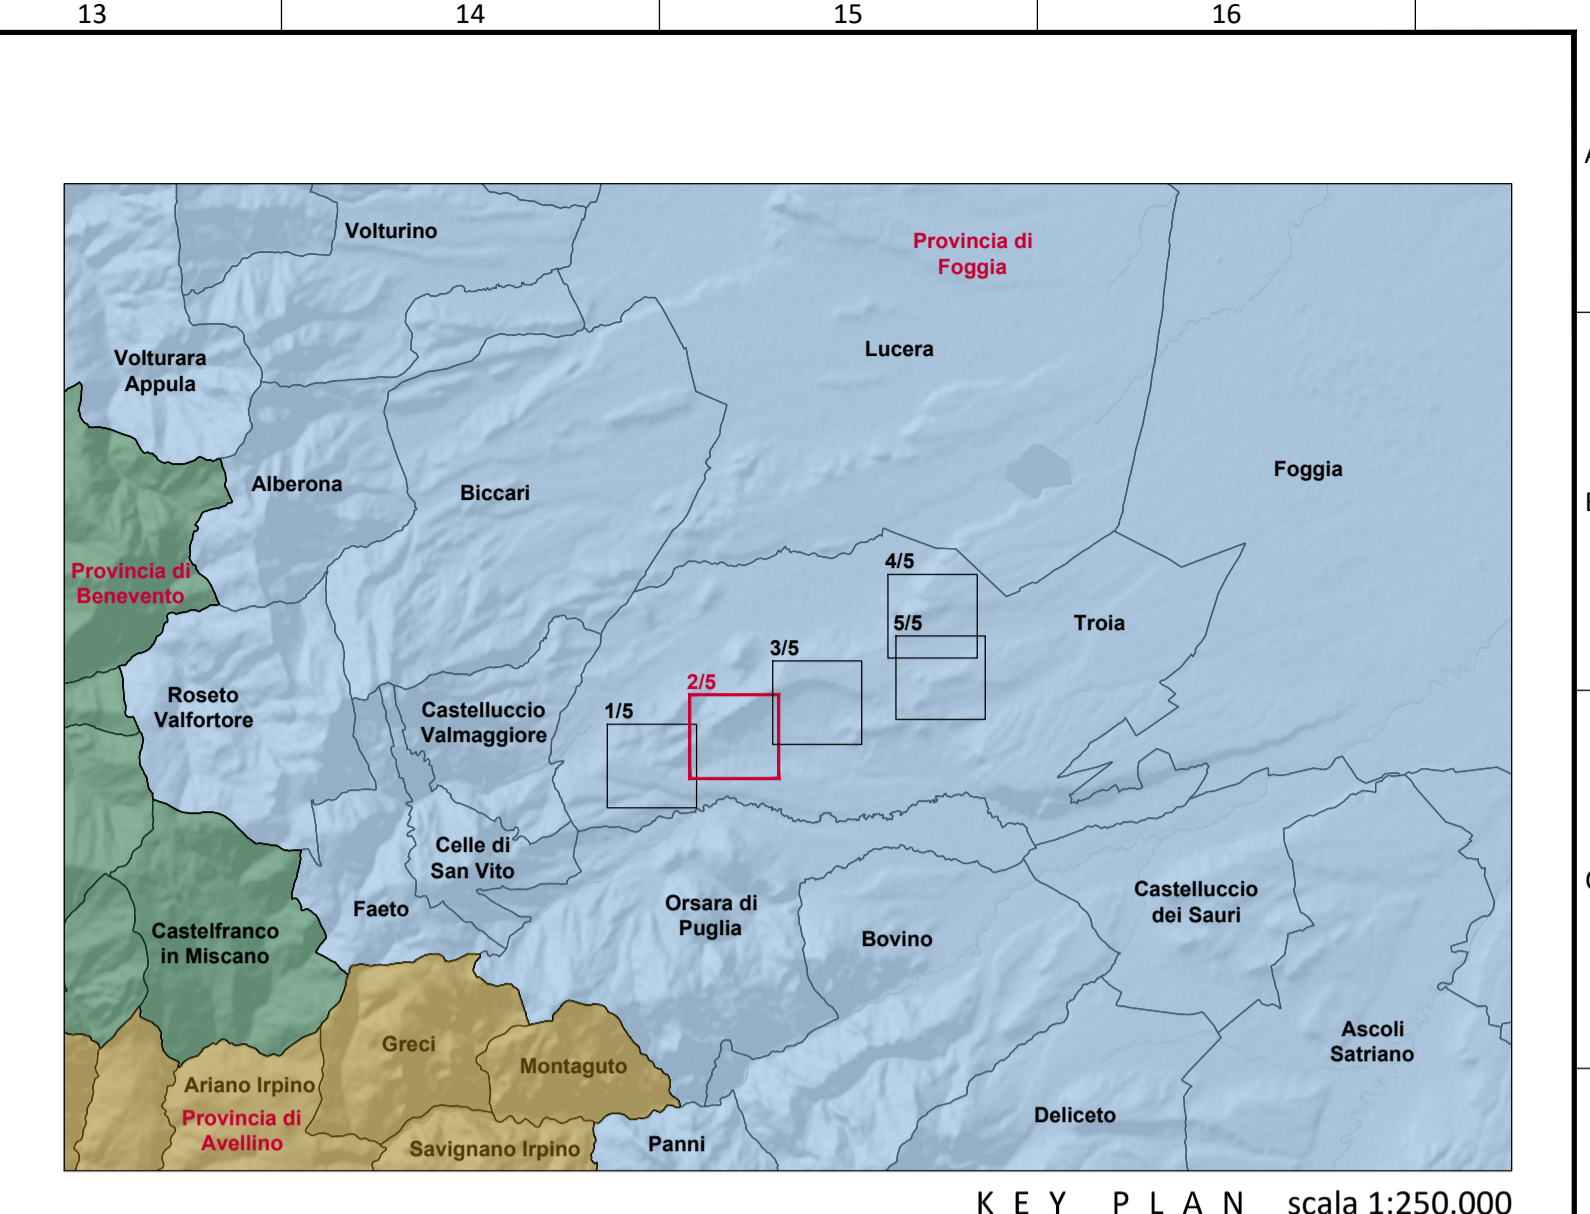 13
14
15
16
A
B
C
Volturino
Provincia di
Foggia
Volturara
Appula
Lucera
Alberona
Biccari
Foggia
Provincia di
Benevento
4/5
5/5
Troia
3/5
2/5
1/5
Roseto
Valfortore
Castelluccio
Valmaggiore
Celle di
San Vito
Faeto
Orsara di
Puglia
Bovino
Castelluccio
dei Sauri
Castelfranco
in Miscano
Greci
Montaguto
Ascoli
Satriano
Ariano Irpino
Provincia di
Avellino
Savignano Irpino
Panni
Deliceto
KEY PLAN scala 1:250.000